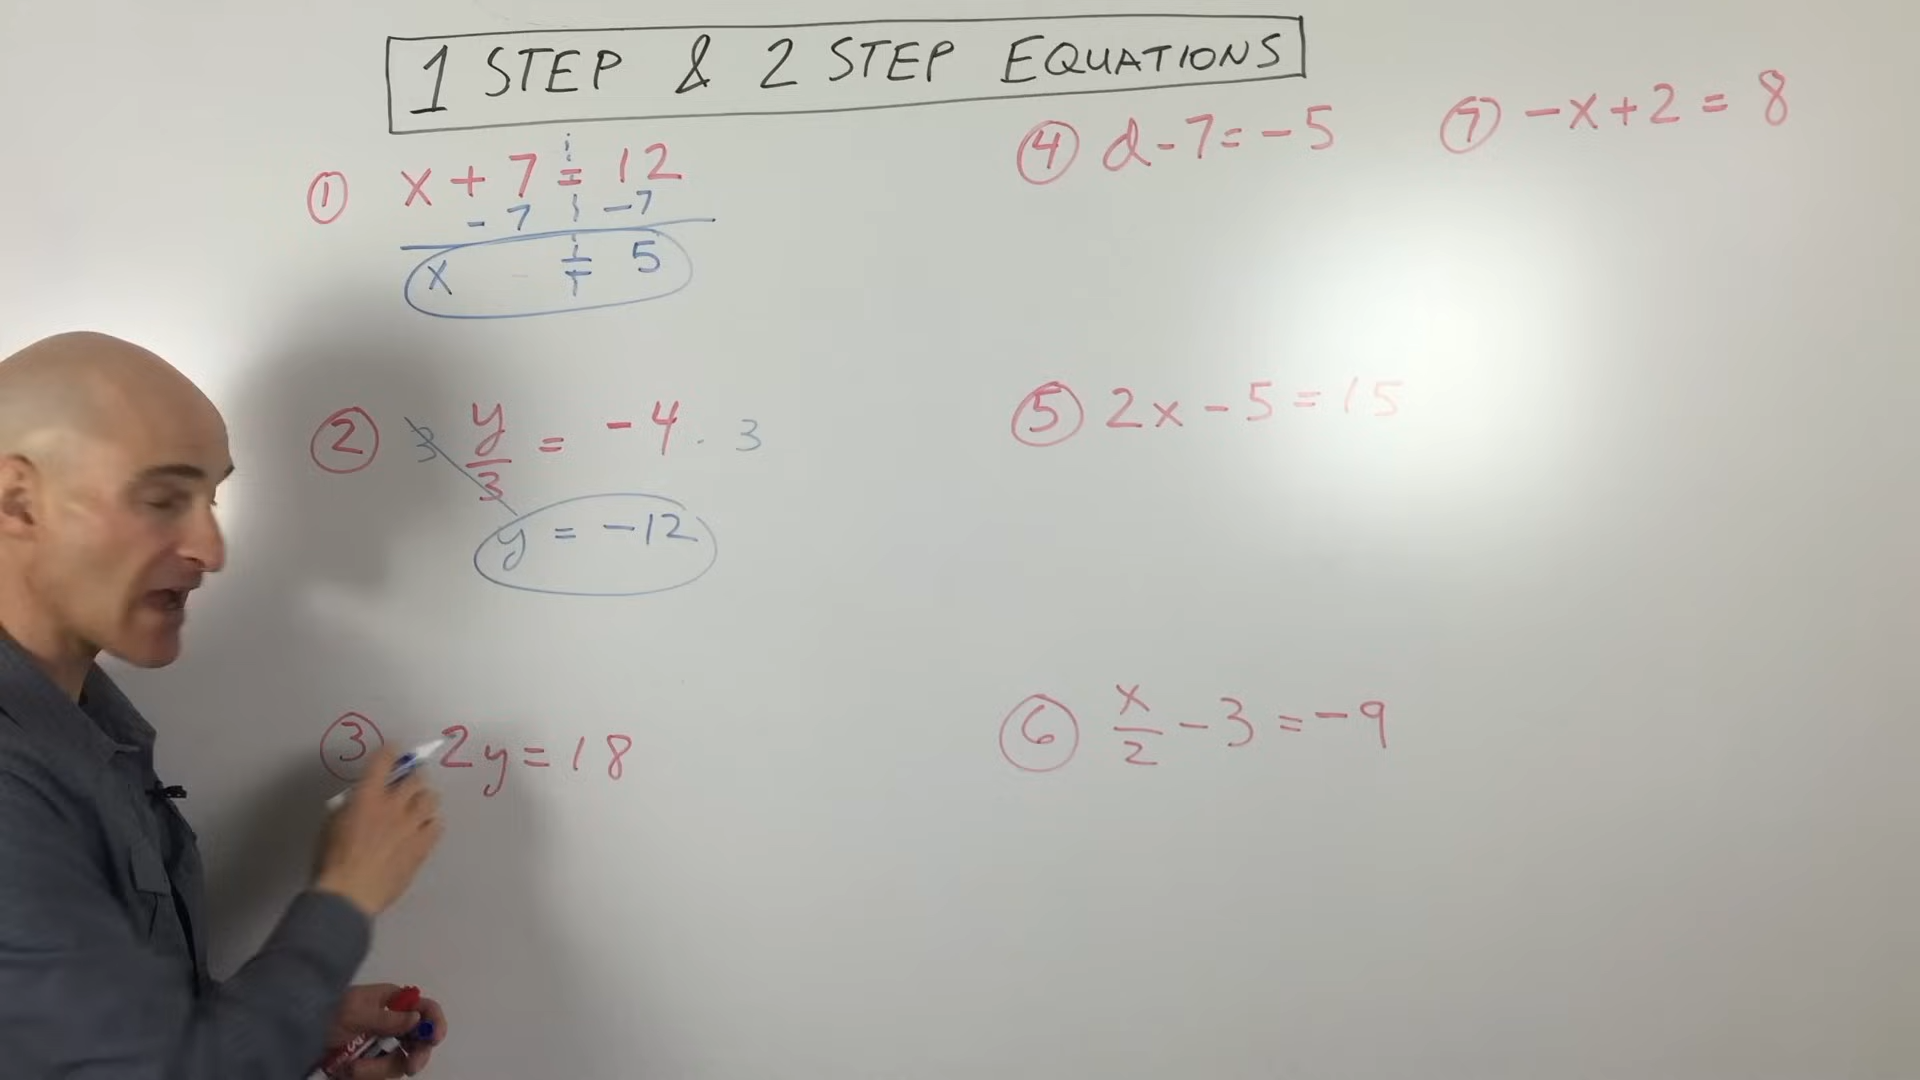 1 STEP & 2 STEP EQUATIONS
① x + 7 = 12
- 7 -7
x = 5
② 3 y/3 = -4 · 3
y = -12
③ 2y = 18
④ d - 7 = -5
⑤ 2x - 5 = 15
⑥ x/2 - 3 = -9
⑦ -x + 2 = 8